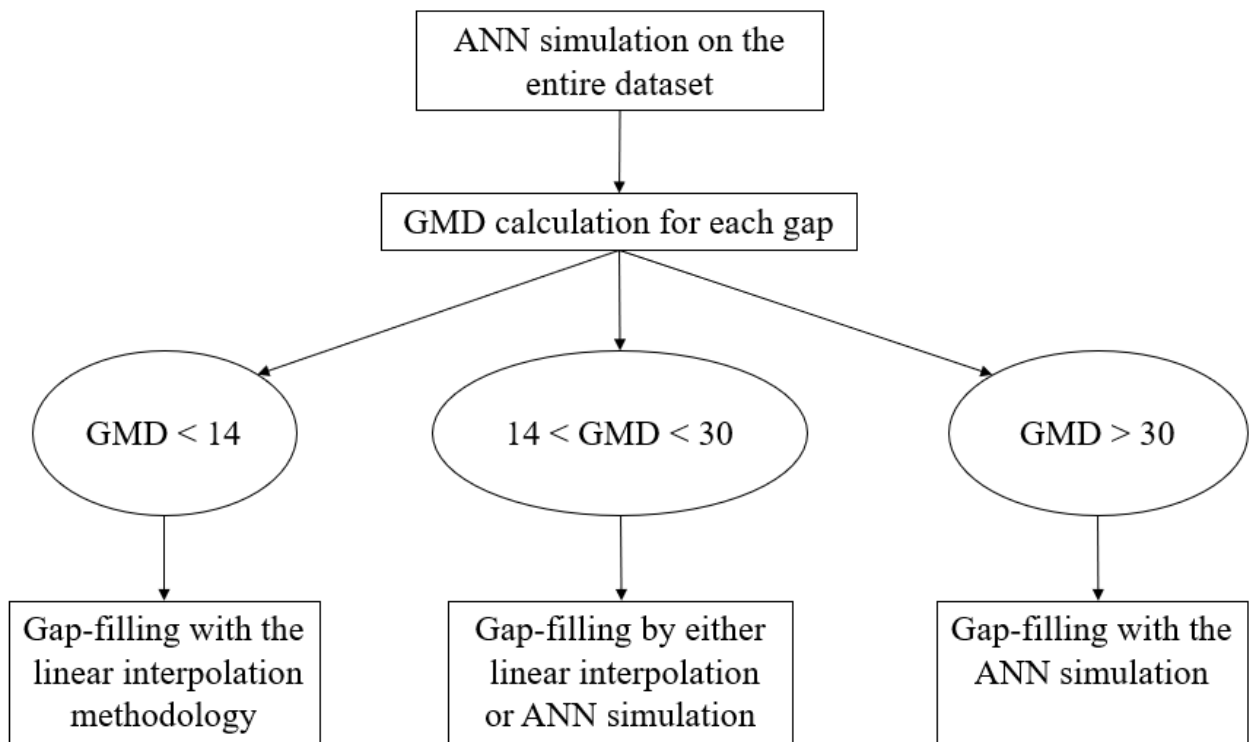 ANN simulation on the
entire dataset
GMD calculation for each gap
GMD < 14
14 < GMD < 30
GMD > 30
Gap-filling with the
linear interpolation
methodology
Gap-filling by either
linear interpolation
or ANN simulation
Gap-filling with the
ANN simulation